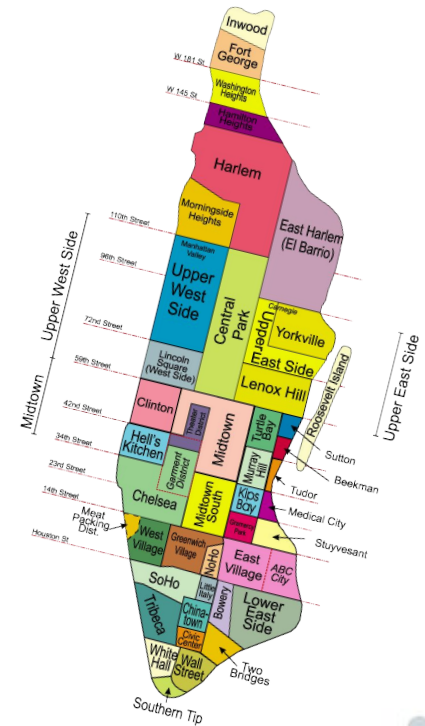 Inwood
Fort
George
W 181 St.
Washington
Heights
W 145 St.
Hamilton
Heights
Harlem
Morningside
Heights
110th Street
East Harlem
(El Barrio)
Manhattan
Valley
96th Street
Upper
West
Side
Upper West Side
Central
Park
Carnegie
Yorkville
Upper
East Side
72nd Street
Lincoln
Square
(West Side)
59th Street
Lenox Hill
Roosevelt Island
Upper East Side
Midtown
Clinton
42nd Street
Theater
District
Midtown
Turtle
Bay
Sutton
Beekman
Hell's
Kitchen
34th Street
Garment
District
Murray
Hill
Tudor
23rd Street
Chelsea
Midtown
South
Kips
Bay
Medical City
14th Street
Meat
Packing
Dist.
Gramercy
Park
Stuyvesant
West
Village
Greenwich
Village
NoHo
East
Village
ABC
City
Houston St
SoHo
Little
Italy
Bowery
Lower
East
Side
Tribeca
China-
town
Civic
Center
Two
Bridges
White
Hall
Wall
Street
Southern Tip